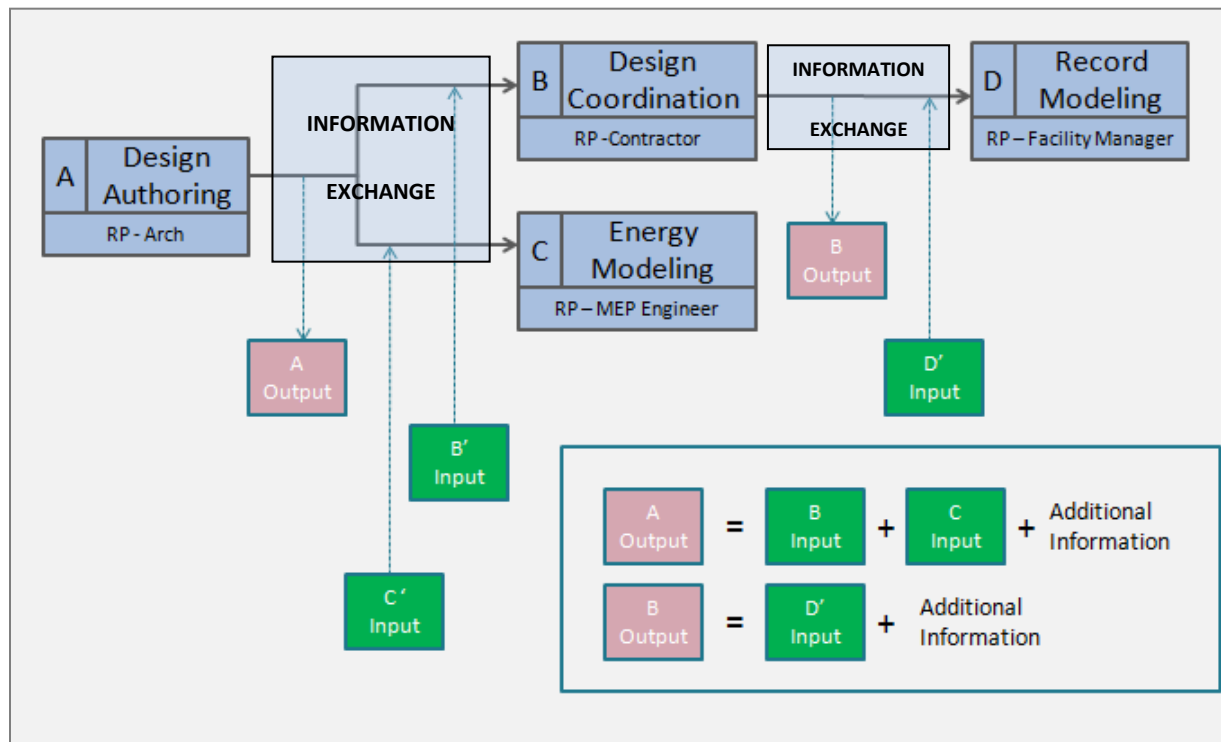 A
Design
Authoring
RP - Arch
INFORMATION
EXCHANGE
B
Design
Coordination
RP -Contractor
C
Energy
Modeling
RP – MEP Engineer
INFORMATION
EXCHANGE
D
Record
Modeling
RP – Facility Manager
A
Output
B'
Input
C '
Input
B
Output
D'
Input
A
Output
=
B
Input
+
C
Input
+
Additional
Information
B
Output
=
D'
Input
+
Additional
Information